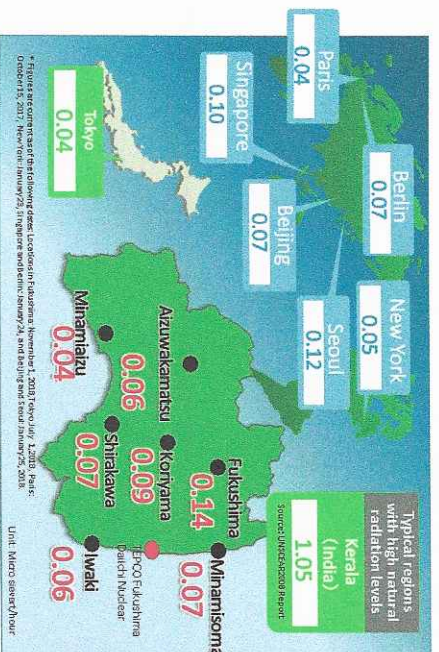 Paris
0.04
Berlin
0.07
New York
0.05
Singapore
0.10
Beijing
0.07
Seoul
0.12
Typical regions
with high natural
radiation levels
Kerala
(India)
1.05
Source: UNSCEAR2008 Report
Tokyo
0.04
Fukushima
0.14
Minamisoma
0.07
Aizuwakamatsu
0.06
Koriyama
0.09
TEPCO Fukushima
Daiichi Nuclear
Minamiaizu
0.04
Shirakawa
0.07
Iwaki
0.06
Unit: Micro sievert/hour
* Figures are current as of the following dates: Locations in Fukushima: November 1, 2018, Tokyo: July 1, 2018, Paris:
October 15, 2017, New York: January 23, Singapore and Berlin: January 24, and Beijing and Seoul: January 25, 2018.